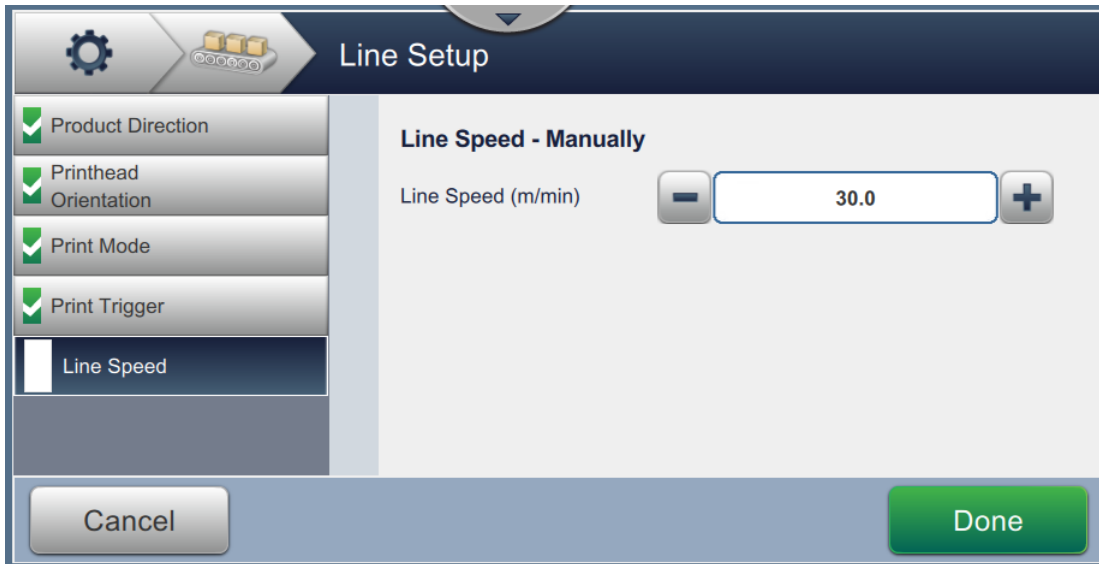 Line Setup
Product Direction
Printhead
Orientation
Print Mode
Print Trigger
Line Speed
Line Speed - Manually
Line Speed (m/min)
30.0
Cancel
Done